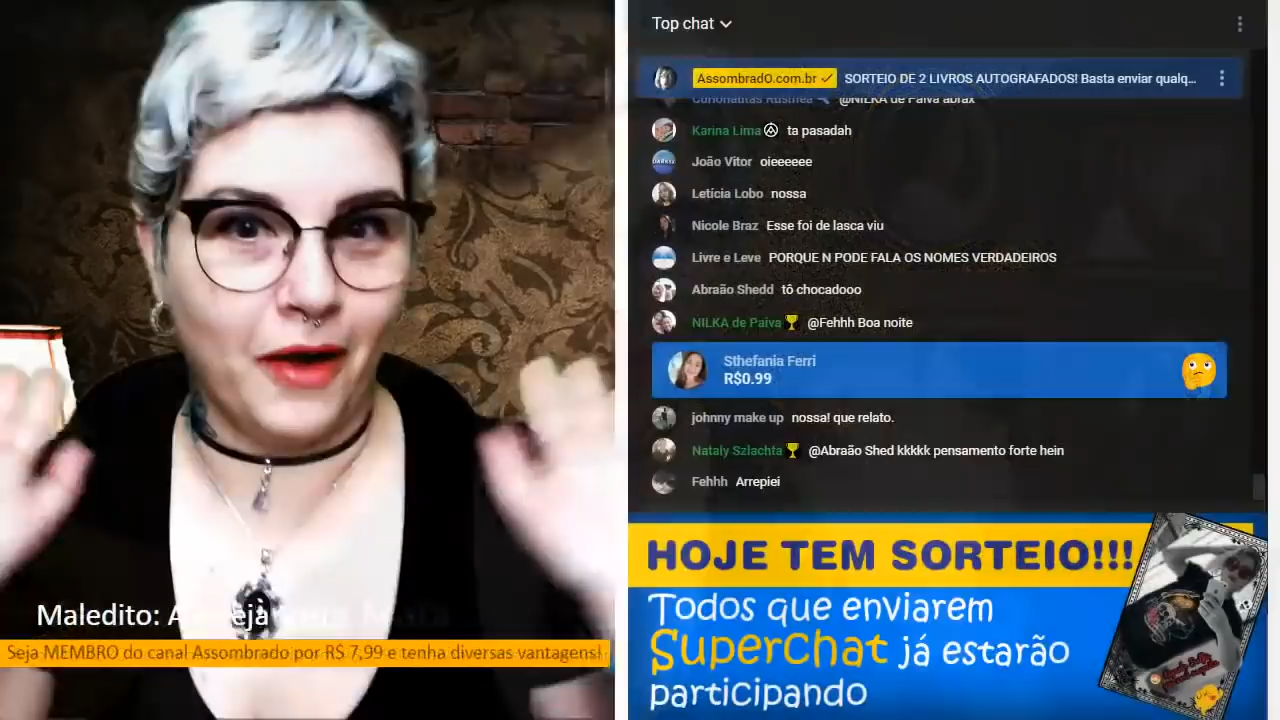 Top chat
AssombradO.com.br SORTEIO DE 2 LIVROS AUTOGRAFADOS! Basta enviar qualq...
@NILKA de Paiva abrax
Karina Lima ta pasadah
João Vitor oieeeeee
Letícia Lobo nossa
Nicole Braz Esse foi de lasca viu
Livre e Leve PORQUE N PODE FALA OS NOMES VERDADEIROS
Abraão Shedd tô chocadooo
NILKA de Paiva @Fehhh Boa noite
Sthefania Ferri
R$0.99
johnny make up nossa! que relato.
Nataly Szlachta @Abraão Shed kkkkk pensamento forte hein
Fehhh Arrepiei
Maledito:
Seja MEMBRO do canal Assombrado por R$ 7,99 e tenha diversas vantagens!
HOJE TEM SORTEIO!!!
Todos que enviarem
Superchat já estarão
participando